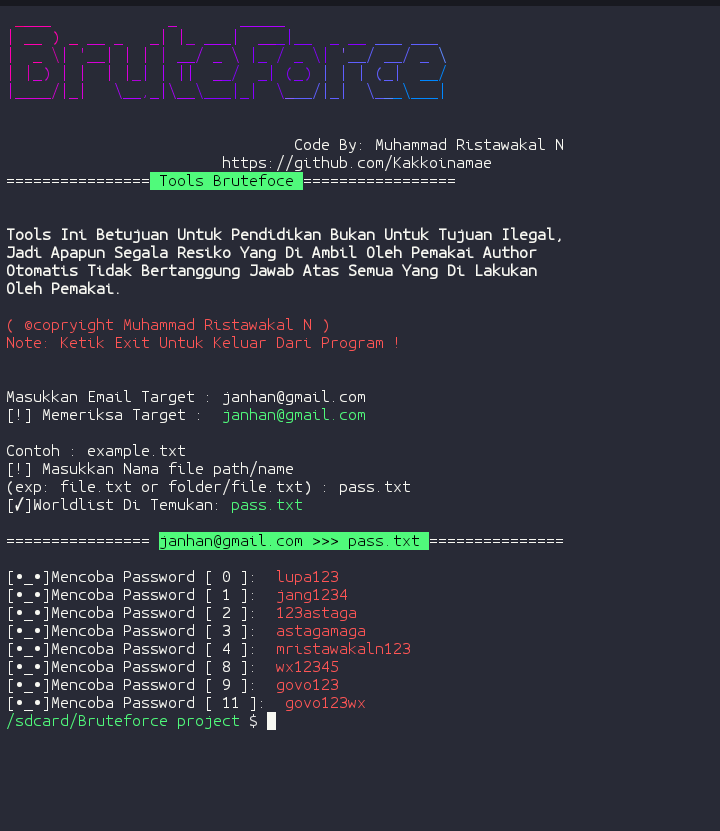 BruteForce
Code By: Muhammad Ristawakal N
https://github.com/Kakkoinamae
================ Tools Brutefoce =================
Tools Ini Betujuan Untuk Pendidikan Bukan Untuk Tujuan Ilegal,
Jadi Apapun Segala Resiko Yang Di Ambil Oleh Pemakai Author
Otomatis Tidak Bertanggung Jawab Atas Semua Yang Di Lakukan
Oleh Pemakai.
( ©copryight Muhammad Ristawakal N )
Note: Ketik Exit Untuk Keluar Dari Program !
Masukkan Email Target : janhan@gmail.com
[!] Memeriksa Target :  janhan@gmail.com
Contoh : example.txt
[!] Masukkan Nama file path/name
(exp: file.txt or folder/file.txt) : pass.txt
[✓]Worldlist Di Temukan: pass.txt
================ janhan@gmail.com >>> pass.txt ===============
[•_•]Mencoba Password [ 0 ]:  lupa123
[•_•]Mencoba Password [ 1 ]:  jang1234
[•_•]Mencoba Password [ 2 ]:  123astaga
[•_•]Mencoba Password [ 3 ]:  astagamaga
[•_•]Mencoba Password [ 4 ]:  mristawakaln123
[•_•]Mencoba Password [ 8 ]:  wx12345
[•_•]Mencoba Password [ 9 ]:  govo123
[•_•]Mencoba Password [ 11 ]:  govo123wx
/sdcard/Bruteforce project $